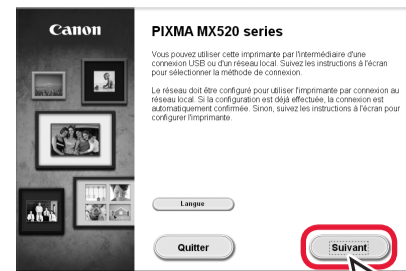 Canon
PIXMA MX520 series
Vous pouvez utiliser cette imprimante par l'intermédiaire d'une
connexion USB ou d'un réseau local. Suivez les instructions à l'écran
pour sélectionner la méthode de connexion.
Le réseau doit être configuré pour utiliser l'imprimante par connexion au
réseau local. Si la configuration est déjà effectuée, la connexion est
automatiquement confirmée. Sinon, suivez les instructions à l'écran pour
configurer l'imprimante.
Langue
Quitter
Suivant